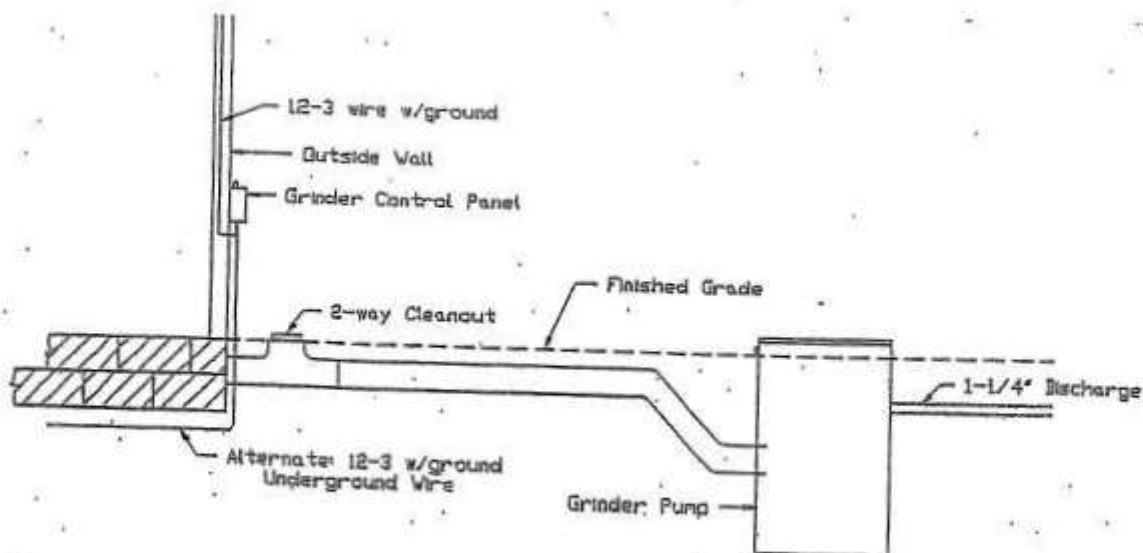 12-3 wire w/ground
Outside Wall
Grinder Control Panel
Finished Grade
2-way Cleanout
1-1/4" Discharge
Alternate: 12-3 w/ground
Underground Wire
Grinder Pump